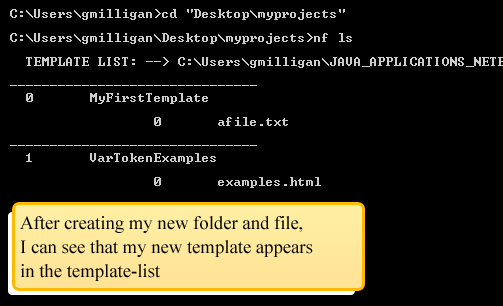 C:\Users\gmilligan>cd "Desktop\myprojects"
C:\Users\gmilligan\Desktop\myprojects>nf ls
TEMPLATE LIST: --> C:\Users\gmilligan\JAVA_APPLICATIONS_NETE
0 MyFirstTemplate
0 afile.txt
1 VarTokenExamples
0 examples.html
After creating my new folder and file,
I can see that my new template appears
in the template-list